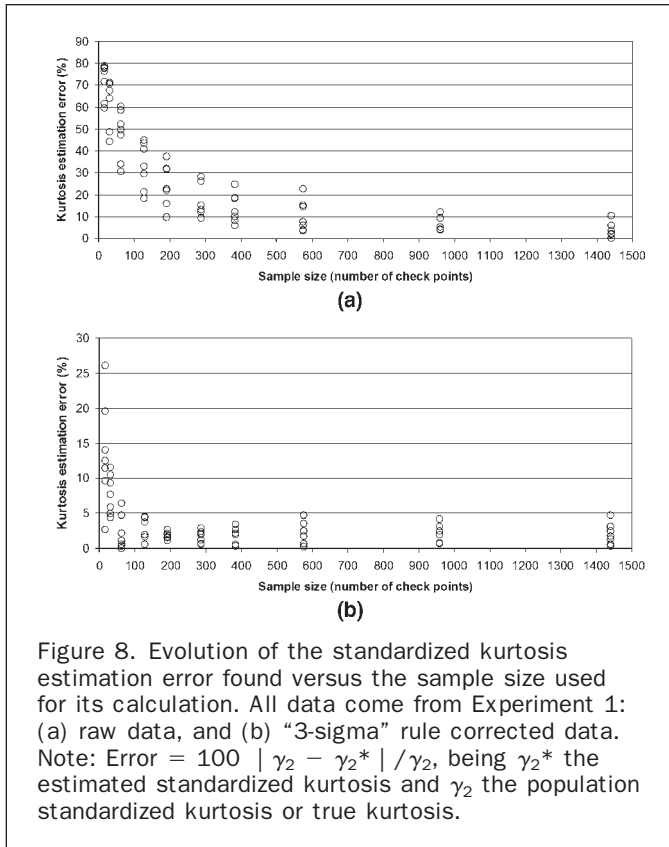 90
80
70
60
50
40
30
20
10
0
Kurtosis estimation error (%)
0 100 200 300 400 500 600 700 800 900 1000 1100 1200 1300 1400 1500
Sample size (number of check points)
(a)
30
25
20
15
10
5
0
Kurtosis estimation error (%)
0 100 200 300 400 500 600 700 800 900 1000 1100 1200 1300 1400 1500
Sample size (number of check points)
(b)
Figure 8. Evolution of the standardized kurtosis
estimation error found versus the sample size used
for its calculation. All data come from Experiment 1:
(a) raw data, and (b) “3-sigma” rule corrected data.
Note: Error = 100 | γ₂ − γ₂* | /γ₂, being γ₂* the
estimated standardized kurtosis and γ₂ the population
standardized kurtosis or true kurtosis.